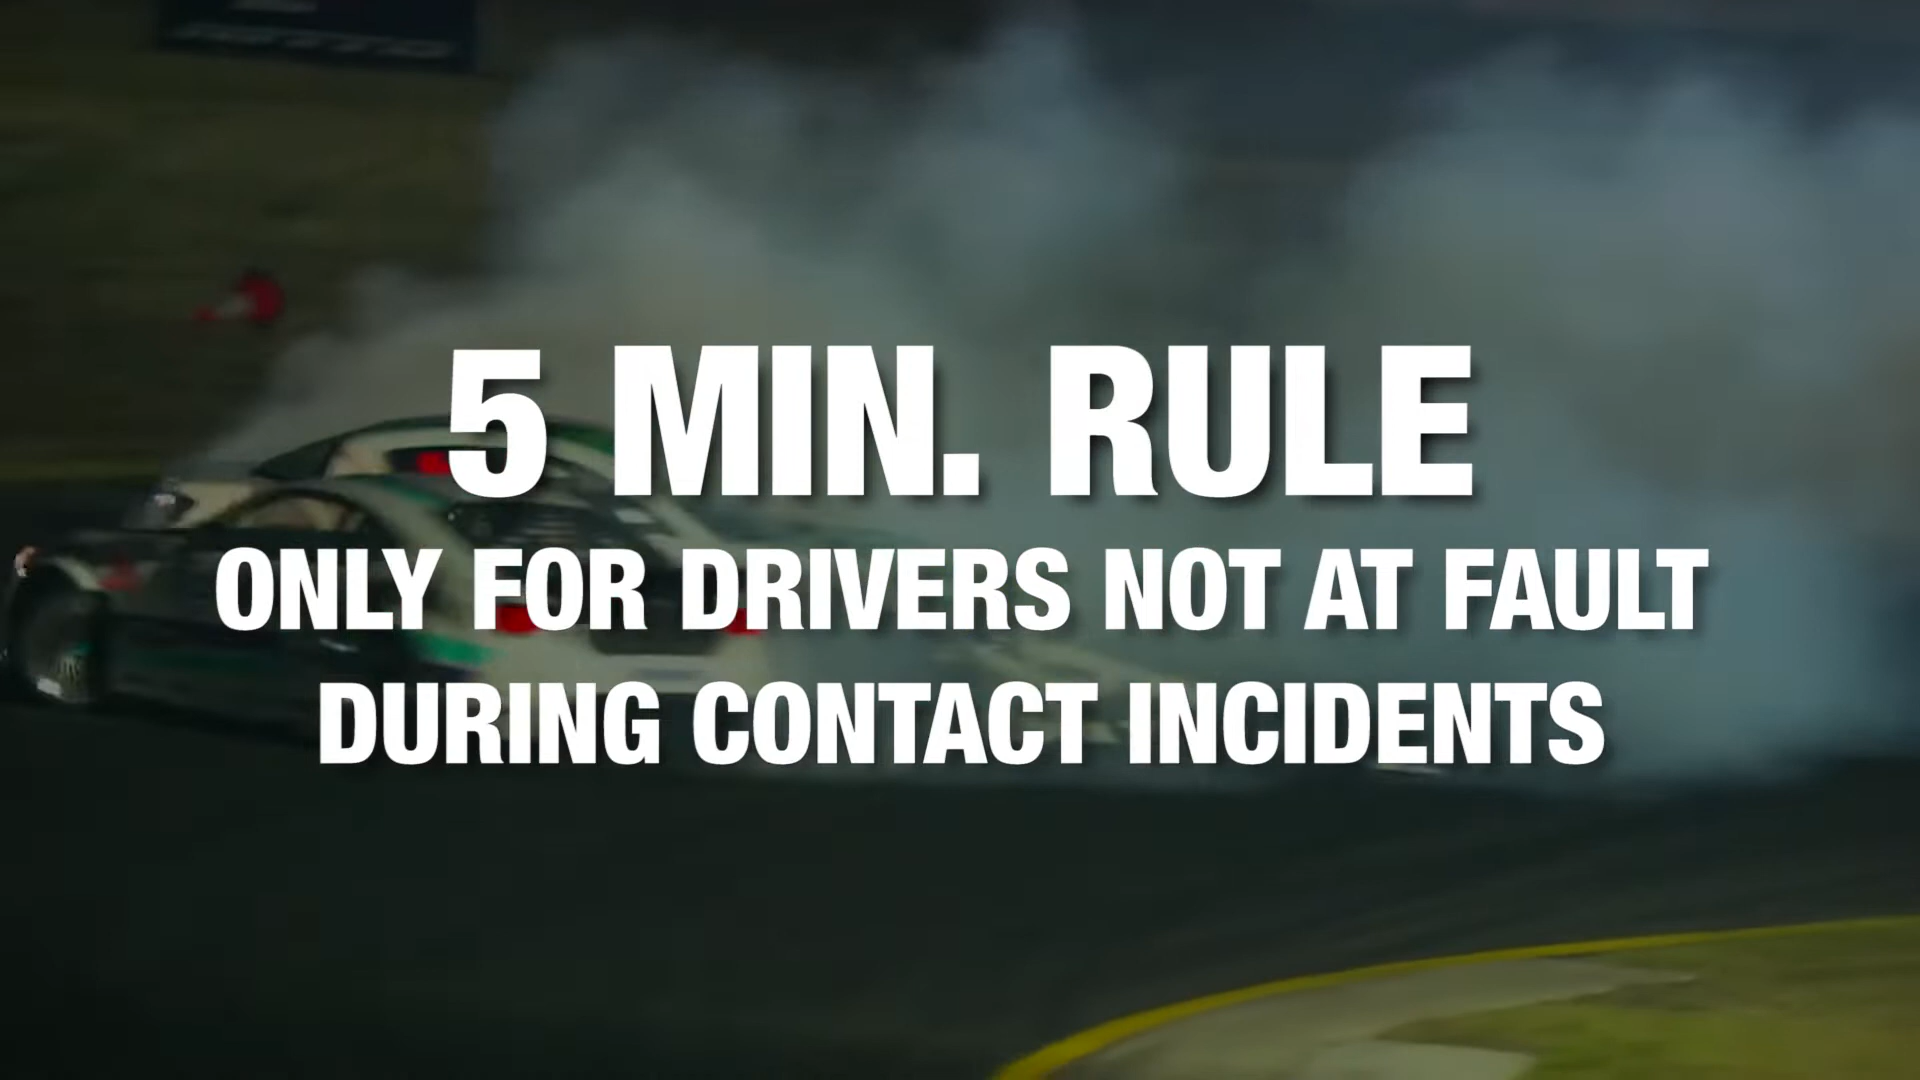 5 MIN. RULE
ONLY FOR DRIVERS NOT AT FAULT
DURING CONTACT INCIDENTS